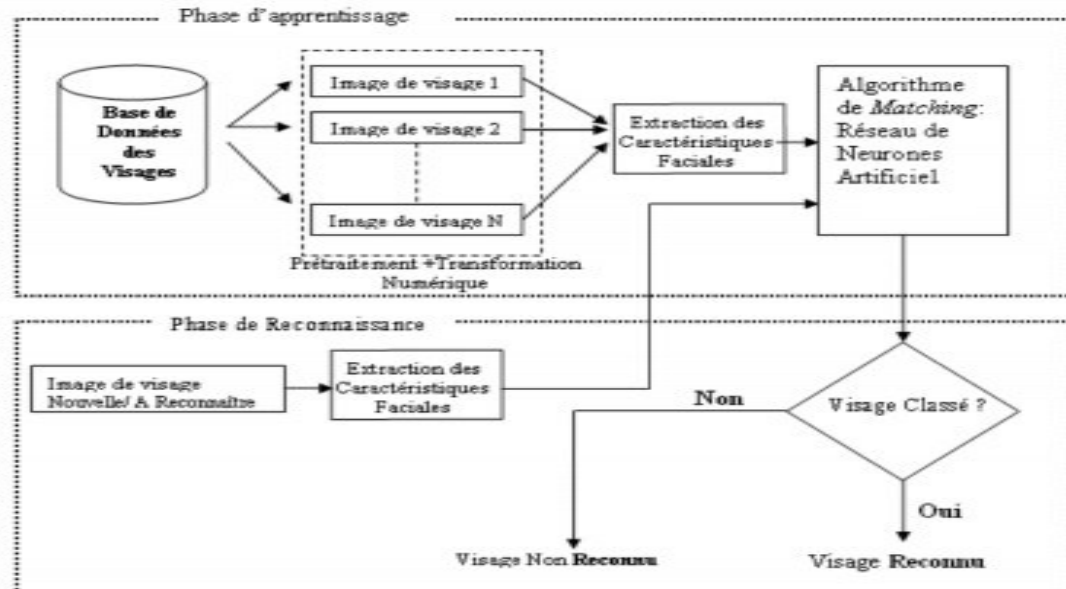 Phase d'apprentissage
Base de
Données
des
Visages
Image de visage 1
Image de visage 2
Image de visage N
Prétraitement +Transformation
Numérique
Extraction des
Caractéristiques
Faciales
Algorithme
de Matching:
Réseau de
Neurones
Artificiel
Phase de Reconnaissance
Image de visage
Nouvelle/ A Reconnaître
Extraction des
Caractéristiques
Faciales
Non
Visage Classé ?
Oui
Visage Non Reconnu
Visage Reconnu